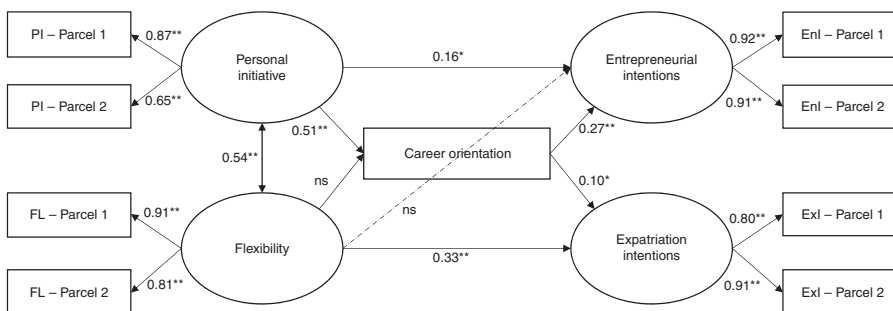 PI – Parcel 1
0.87**
Personal
initiative
0.16*
Entrepreneurial
intentions
0.92**
EnI – Parcel 1
PI – Parcel 2
0.65**
0.91**
EnI – Parcel 2
0.51**
0.27**
0.54**
Career orientation
ns
0.10*
FL – Parcel 1
0.91**
ns
0.80**
ExI – Parcel 1
Flexibility
0.33**
Expatriation
intentions
FL – Parcel 2
0.81**
0.91**
ExI – Parcel 2